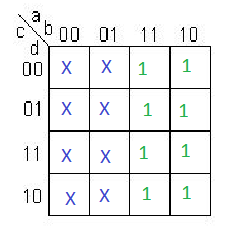 a
b
c
d
00 01 11 10
00 X X 1 1
01 X X 1 1
11 X X 1 1
10 X X 1 1